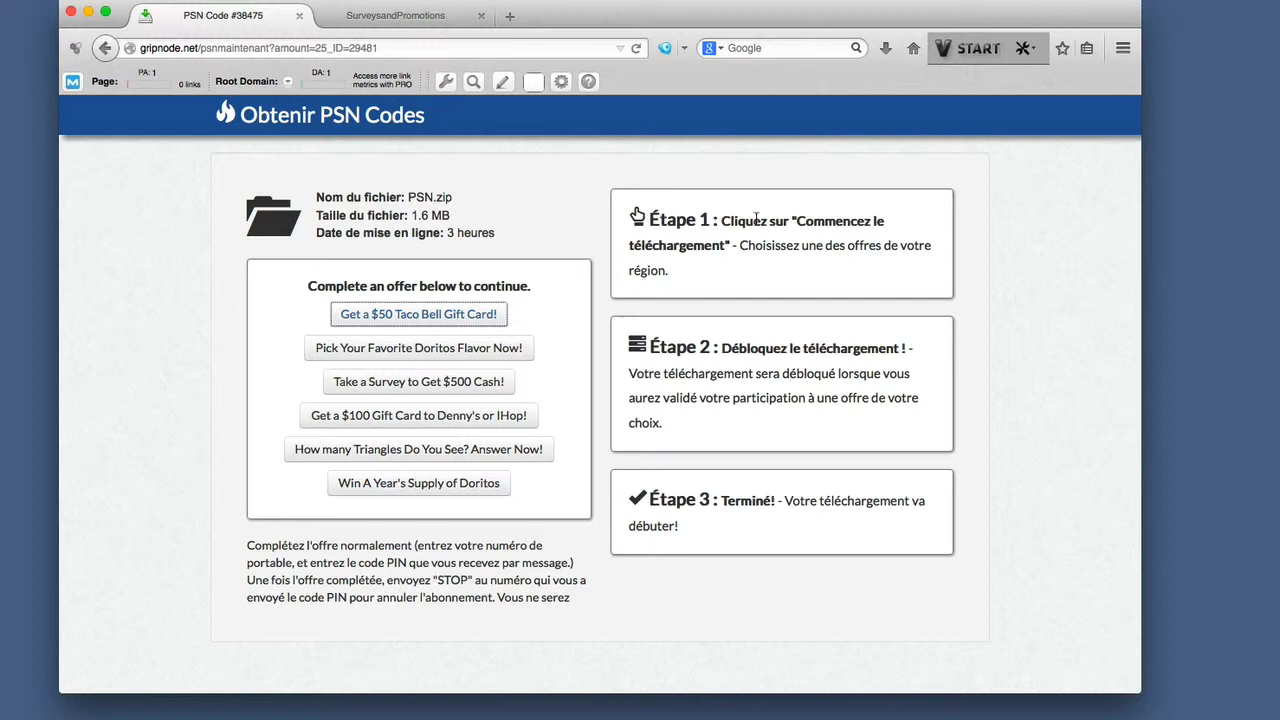 PSN Code #38475
SurveysandPromotions
gripnode.net/psnmaintenant?amount=25_ID=29481
Google
START
Page:
PA: 1
0 links
Root Domain:
DA: 1
Access more link
metrics with PRO
Obtenir PSN Codes
Nom du fichier: PSN.zip
Taille du fichier: 1.6 MB
Date de mise en ligne: 3 heures
Complete an offer below to continue.
Get a $50 Taco Bell Gift Card!
Pick Your Favorite Doritos Flavor Now!
Take a Survey to Get $500 Cash!
Get a $100 Gift Card to Denny's or IHop!
How many Triangles Do You See? Answer Now!
Win A Year's Supply of Doritos
Complétez l'offre normalement (entrez votre numéro de
portable, et entrez le code PIN que vous recevez par message.)
Une fois l'offre complétée, envoyez "STOP" au numéro qui vous a
envoyé le code PIN pour annuler l'abonnement. Vous ne serez
Étape 1 : Cliquez sur "Commencez le
téléchargement" - Choisissez une des offres de votre
région.
Étape 2 : Débloquez le téléchargement ! -
Votre téléchargement sera débloqué lorsque vous
aurez validé votre participation à une offre de votre
choix.
Étape 3 : Terminé! - Votre téléchargement va
débuter!